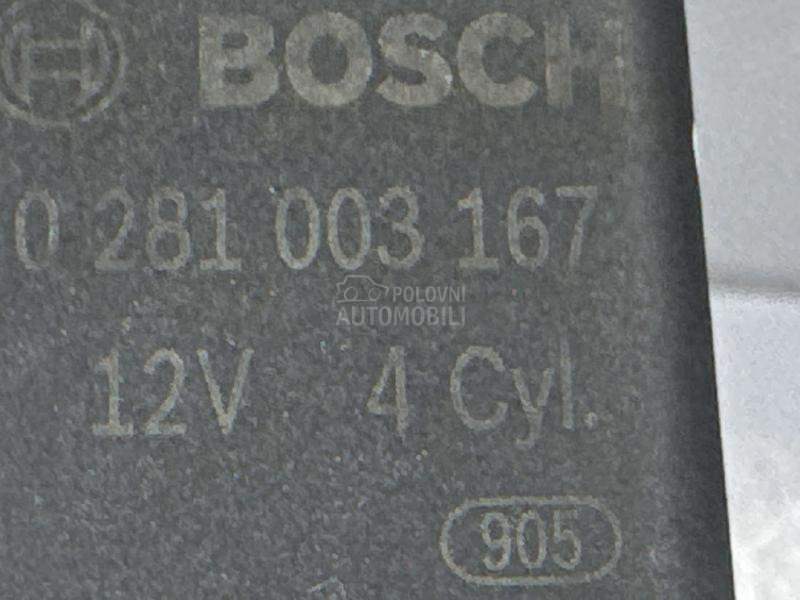 BOSCH
0 281 003 167
POLOVNI
AUTOMOBILI
12V 4 Cyl.
905